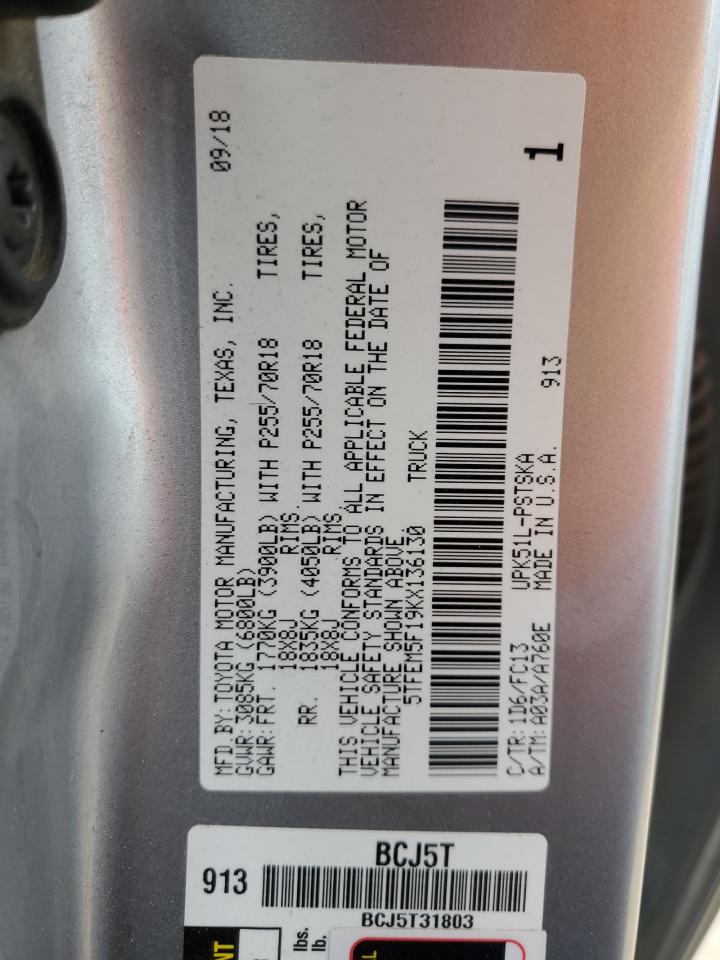 MFD.BY:TOYOTA MOTOR MANUFACTURING, TEXAS, INC. 09/18
GVWR:3085KG (6800LB)
GAWR:FRT. 1770KG (3900LB) WITH P255/70R18 TIRES,
18X8J RIMS.
RR. 1835KG (4050LB) WITH P255/70R18 TIRES,
18X8J RIMS
THIS VEHICLE CONFORMS TO ALL APPLICABLE FEDERAL MOTOR
VEHICLE SAFETY STANDARDS IN EFFECT ON THE DATE OF
MANUFACTURE SHOWN ABOVE.
5TFEM5F19KX136130 TRUCK
C/TR:1D6/FC13 UPK51L-PSTSKA
A/TM:A03A/A760E MADE IN U.S.A. 913
1
BCJ5T
913
BCJ5T31803
lbs.
lb.